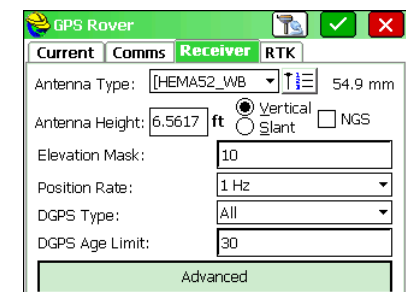 GPS Rover
Current Comms Receiver RTK
Antenna Type: [HEMA52_WB 54.9 mm
Antenna Height: 6.5617 ft Vertical Slant NGS
Elevation Mask: 10
Position Rate: 1 Hz
DGPS Type: All
DGPS Age Limit: 30
Advanced